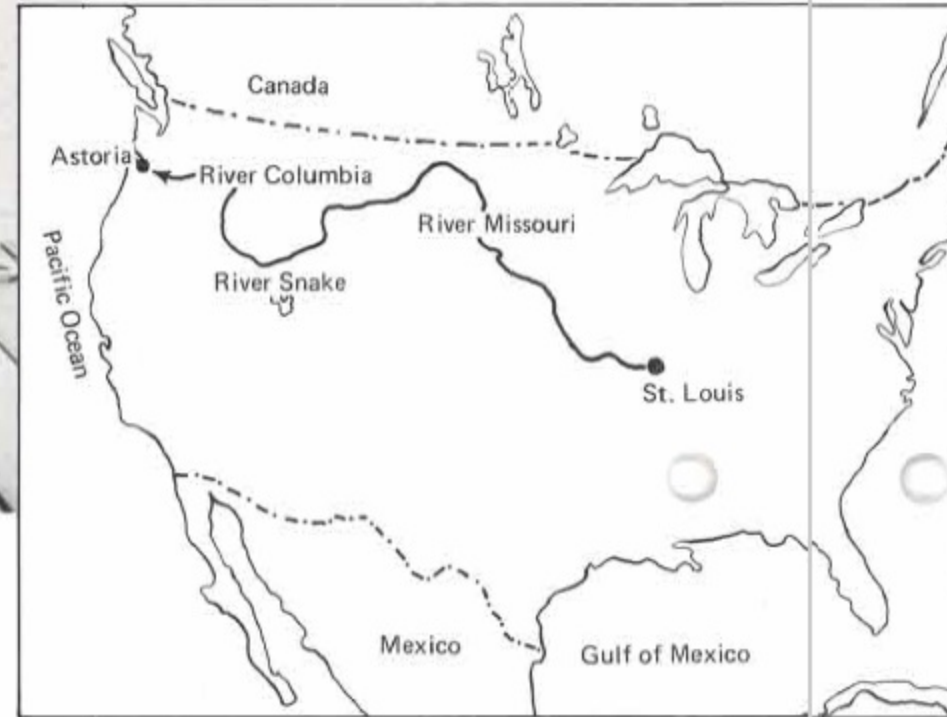 Canada
Astoria
River Columbia
River Missouri
River Snake
Pacific Ocean
St. Louis
Mexico
Gulf of Mexico